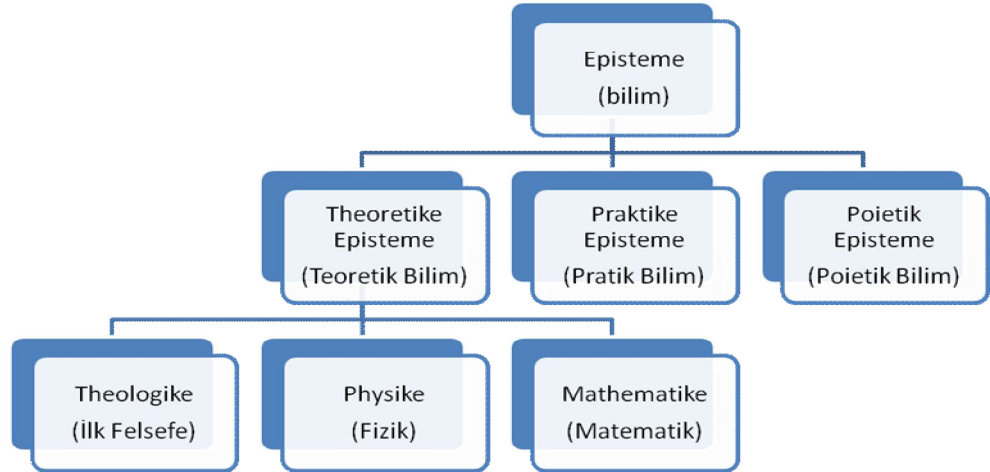 Episteme
(bilim)
Theoretike
Episteme
(Teoretik Bilim)
Praktike
Episteme
(Pratik Bilim)
Poietik
Episteme
(Poietik Bilim)
Theologike
(İlk Felsefe)
Physike
(Fizik)
Mathematike
(Matematik)